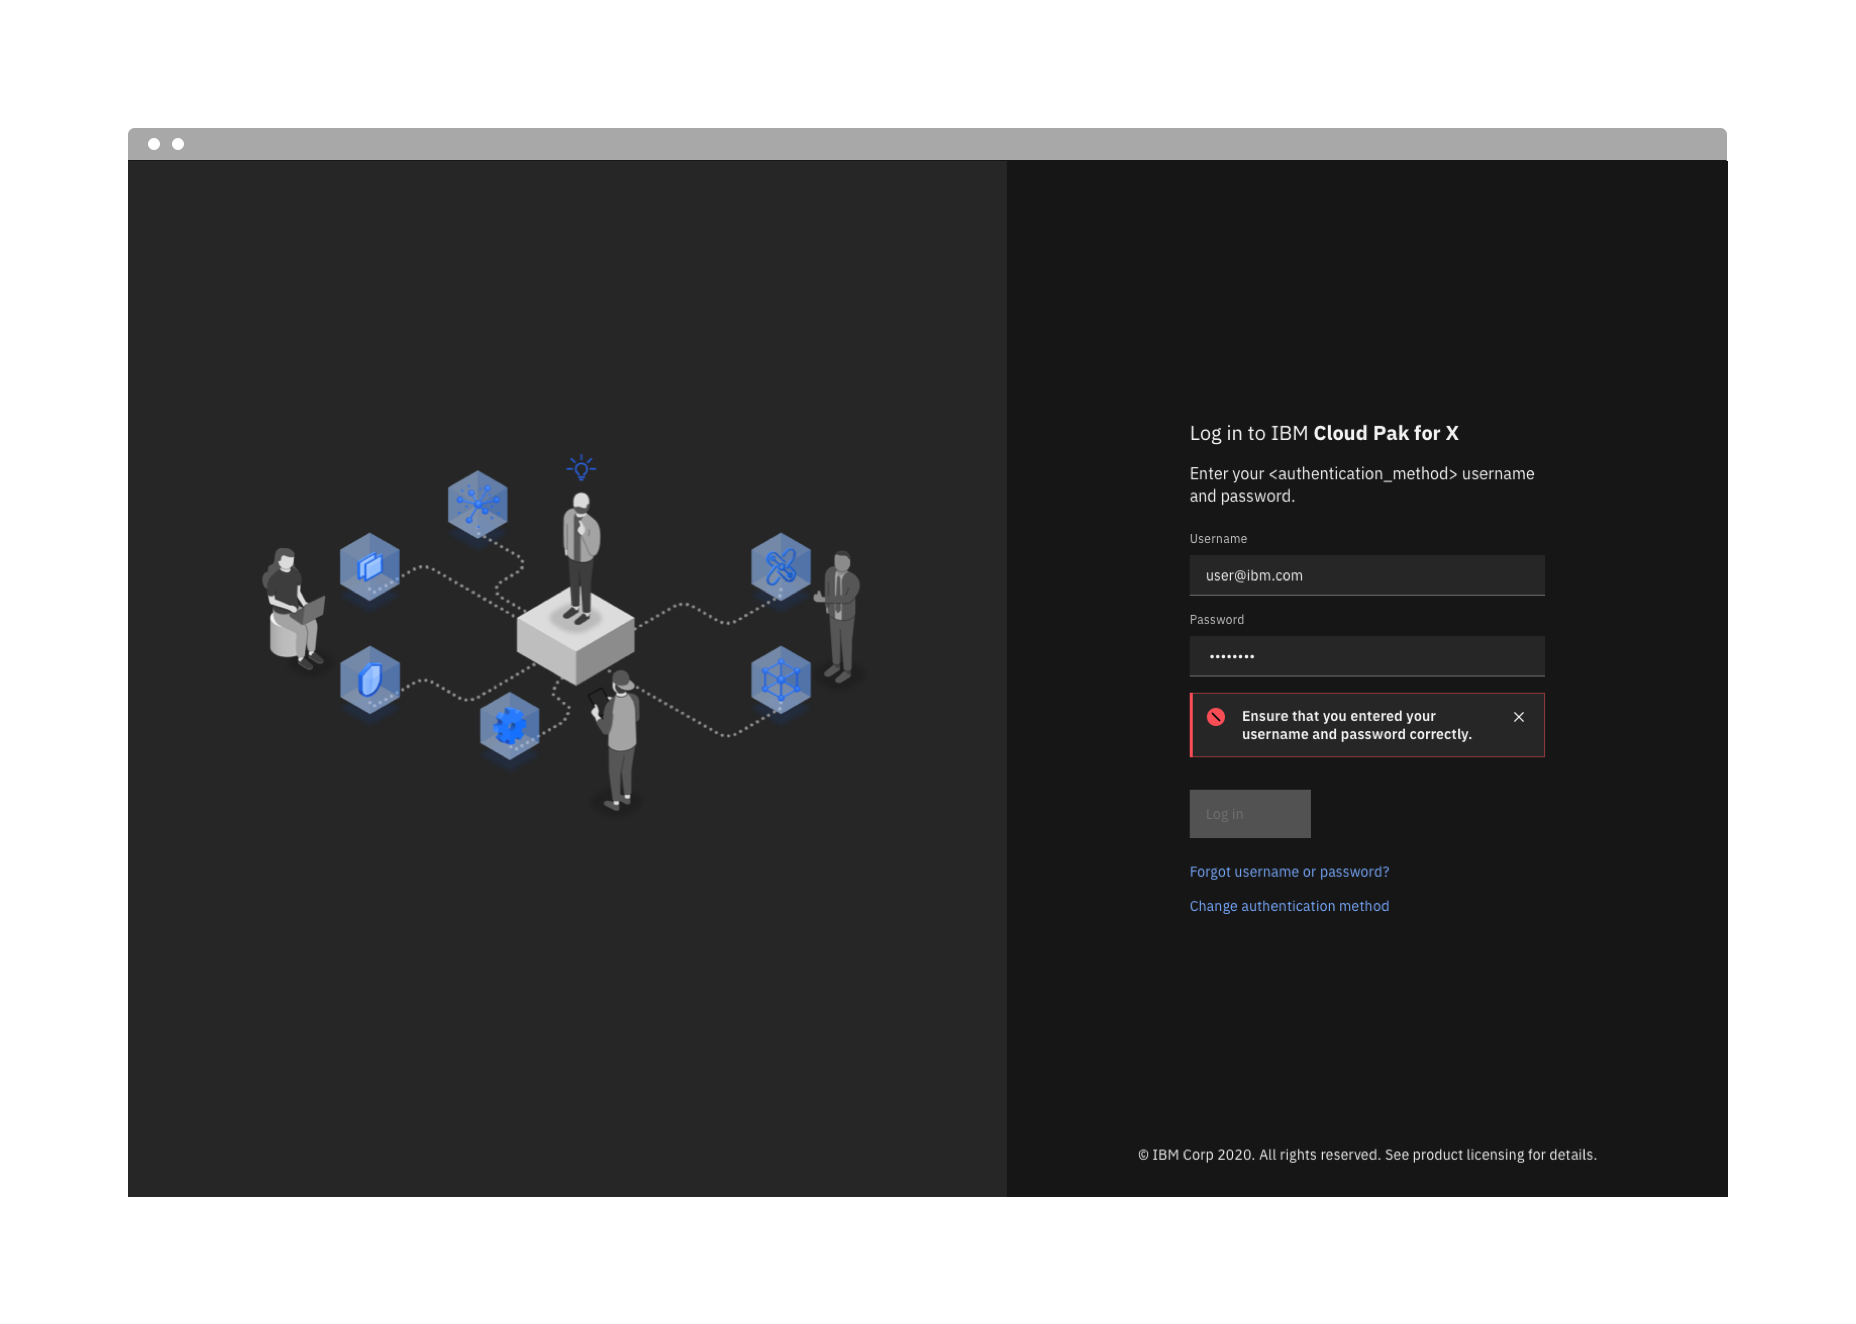 Log in to IBM Cloud Pak for X
Enter your <authentication_method> username
and password.
Username
user@ibm.com
Password
••••••••
Ensure that you entered your
username and password correctly.
Log in
Forgot username or password?
Change authentication method
© IBM Corp 2020. All rights reserved. See product licensing for details.